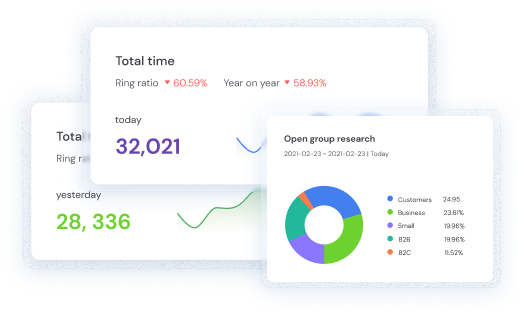 Total time
Ring ratio ▼ 60.59% Year on year ▼ 58.93%
today
32,021
Total
Ring
yesterday
28, 336
Open group research
2021-02-23 ~ 2021-02-23 | Today
Customers 24.95
Business 23.61%
Small 19.96%
B2B 19.96%
B2C 11.52%